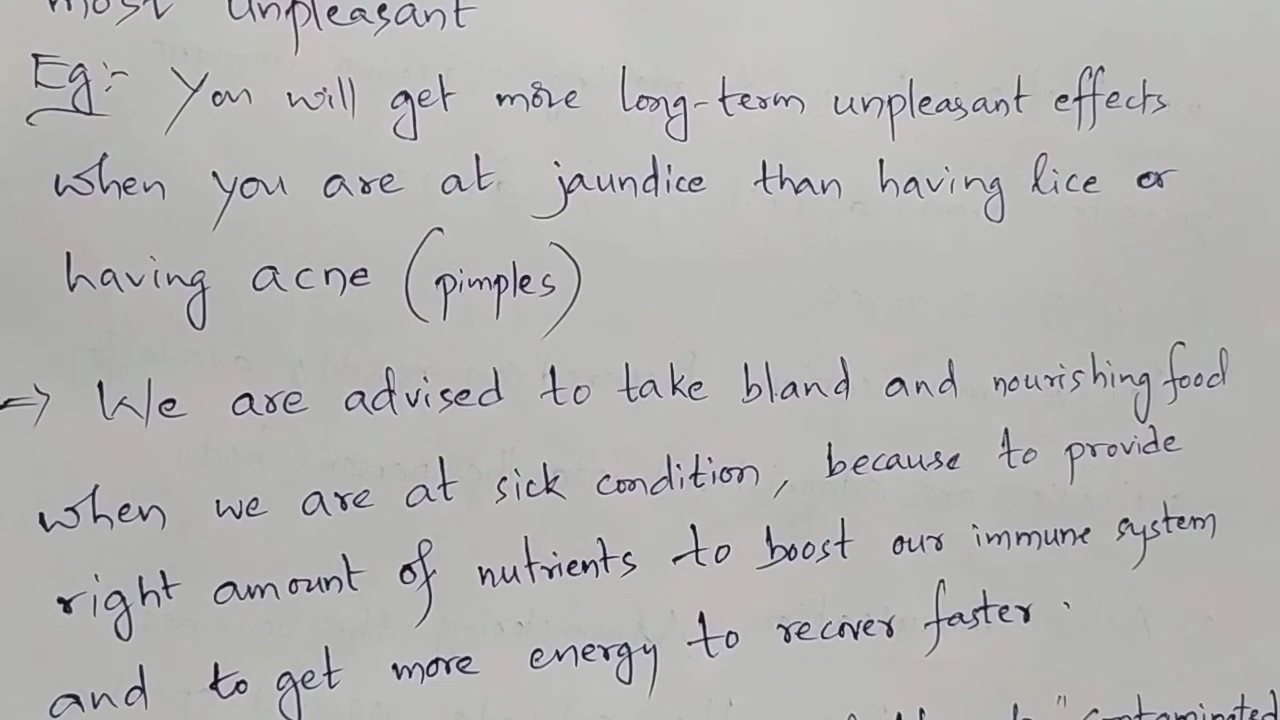 most unpleasant
Eg:- You will get more long-term unpleasant effects
when you are at jaundice than having lice or
having acne (pimples)
=> We are advised to take bland and nourishing food
when we are at sick condition, because to provide
right amount of nutrients to boost our immune system
and to get more energy to recover faster.
" contaminated